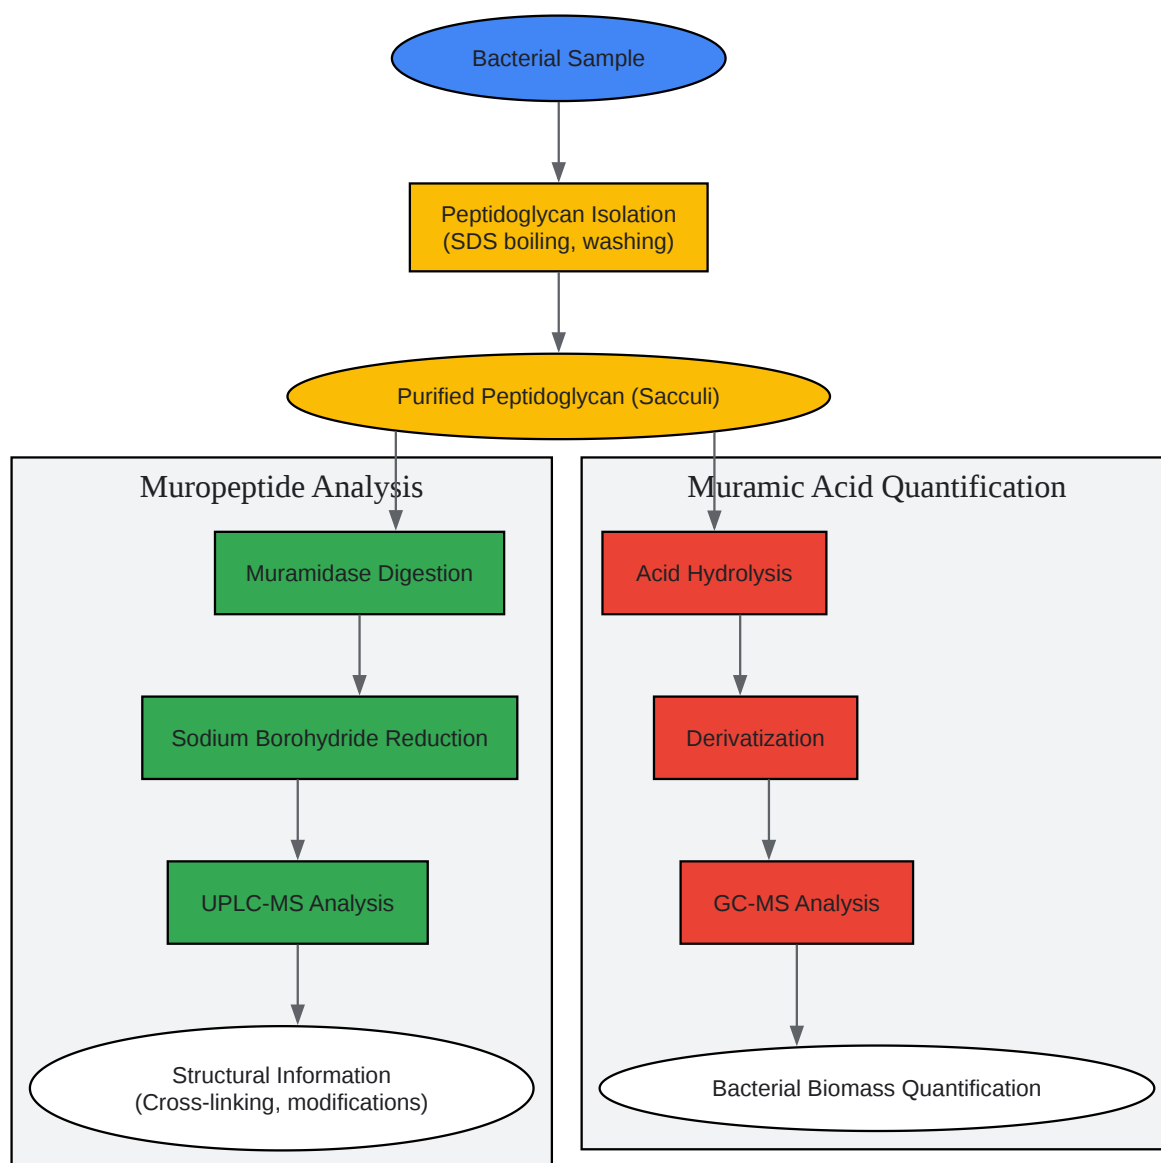 Bacterial Sample
Peptidoglycan Isolation
(SDS boiling, washing)
Purified Peptidoglycan (Sacculi)
Muropeptide Analysis
Muramidase Digestion
Sodium Borohydride Reduction
UPLC-MS Analysis
Structural Information
(Cross-linking, modifications)
Muramic Acid Quantification
Acid Hydrolysis
Derivatization
GC-MS Analysis
Bacterial Biomass Quantification